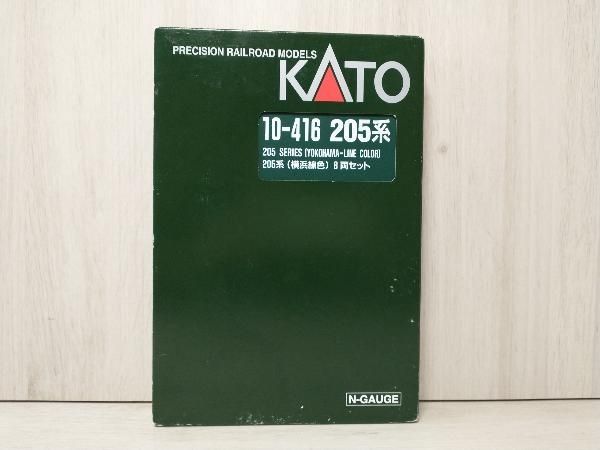 PRECISION RAILROAD MODELS
KATO
10-416 205系
205 SERIES (YOKOHAMA-LINE COLOR)
205系(横浜線色) 8両セット
N-GAUGE